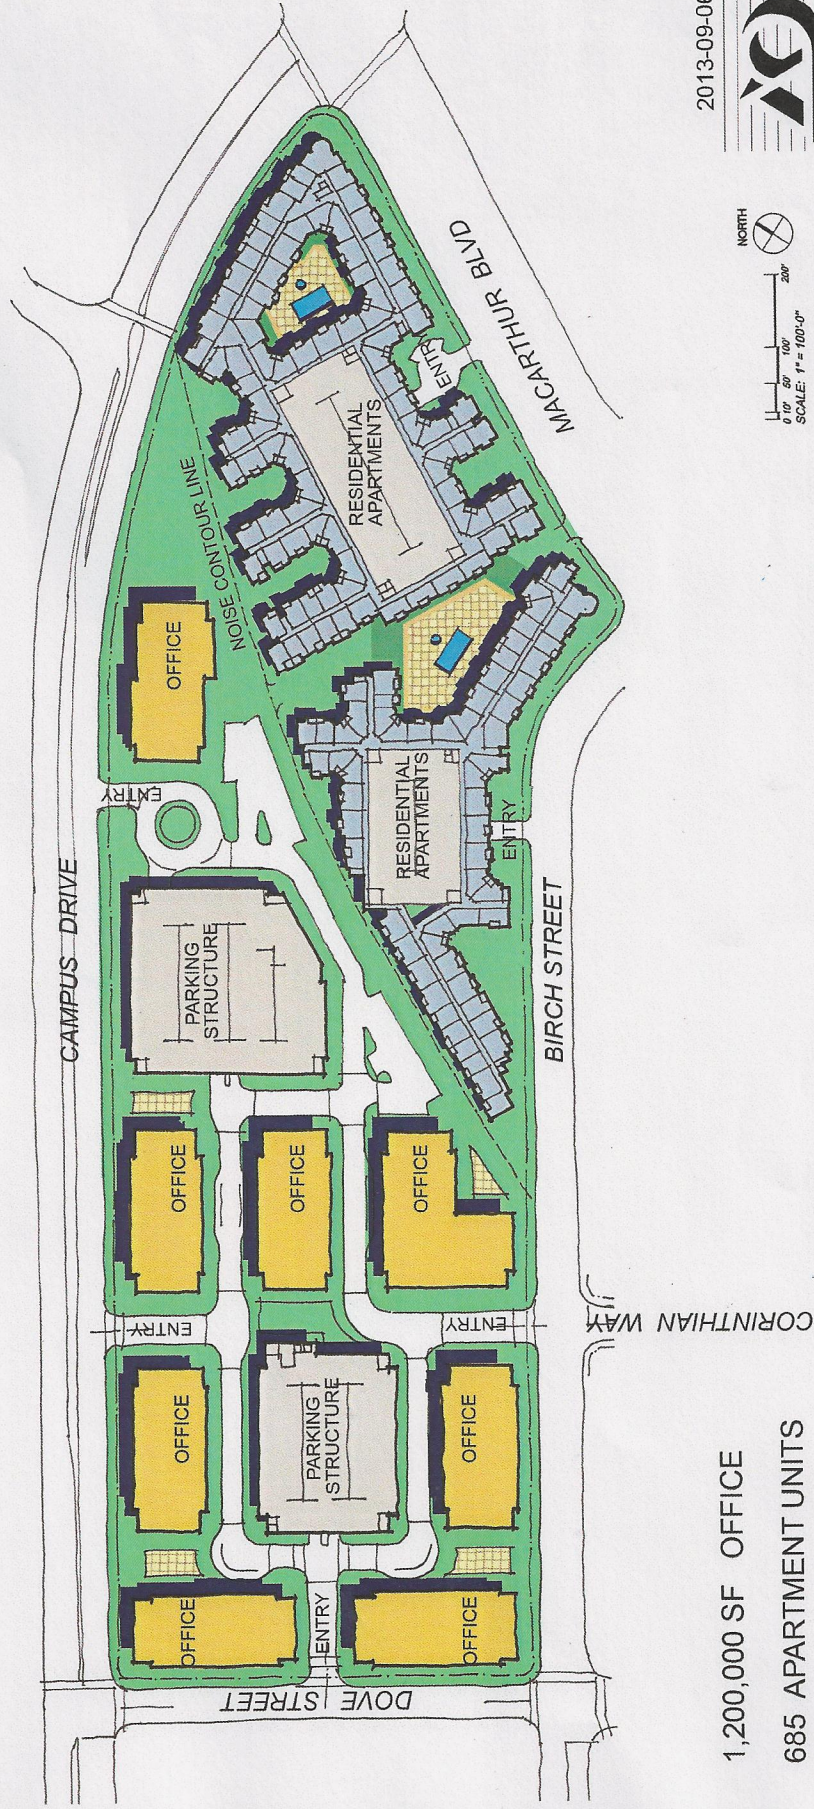 2013-09-06
NORTH
0 10' 50' 100' 200'
SCALE: 1" = 100'-0"
MACARTHUR BLVD
ENTRY
RESIDENTIAL
APARTMENTS
NOISE CONTOUR LINE
OFFICE
ENTRY
RESIDENTIAL
APARTMENTS
ENTRY
CAMPUS DRIVE
PARKING
STRUCTURE
BIRCH STREET
OFFICE
OFFICE
OFFICE
ENTRY
ENTRY
CORINTHIAN WAY
OFFICE
PARKING
STRUCTURE
OFFICE
OFFICE
ENTRY
OFFICE
DOVE STREET
1,200,000 SF OFFICE
685 APARTMENT UNITS